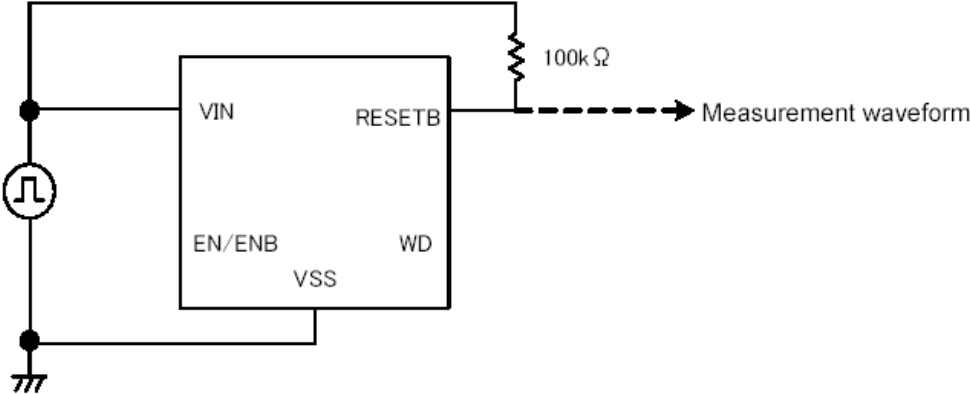 100kΩ
VIN
RESETB
Measurement waveform
EN/ENB
WD
VSS